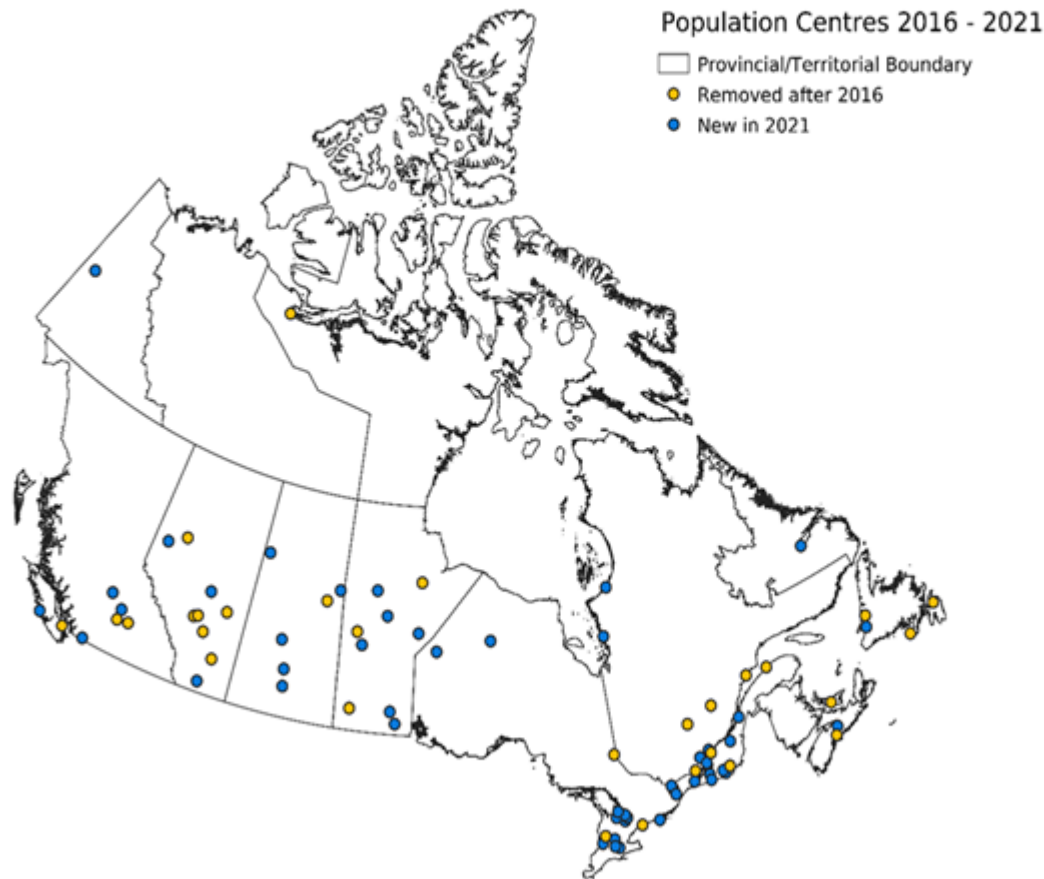 Population Centres 2016 - 2021
Provincial/Territorial Boundary
Removed after 2016
New in 2021